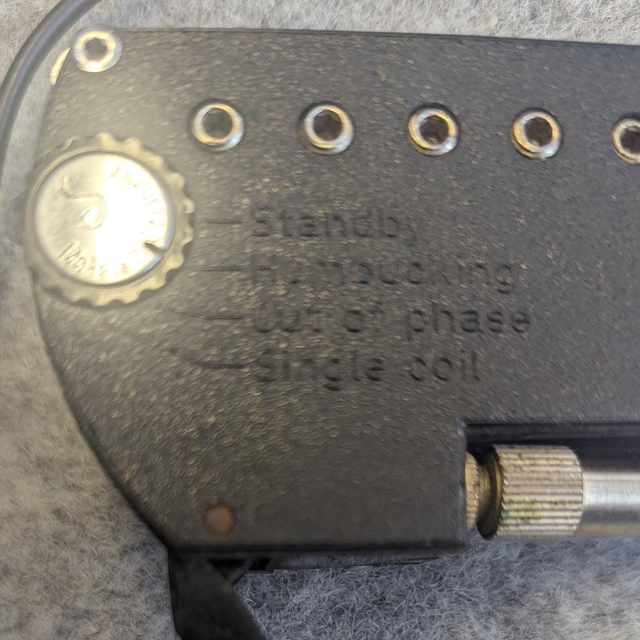 Standby
Humbucking
Out of phase
Single coil